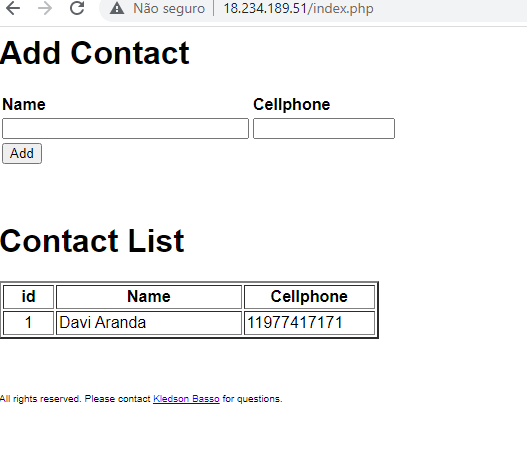 Não seguro | 18.234.189.51/index.php
Add Contact
Name Cellphone
Add
Contact List
id Name Cellphone
1 Davi Aranda 11977417171
All rights reserved. Please contact Kledson Basso for questions.